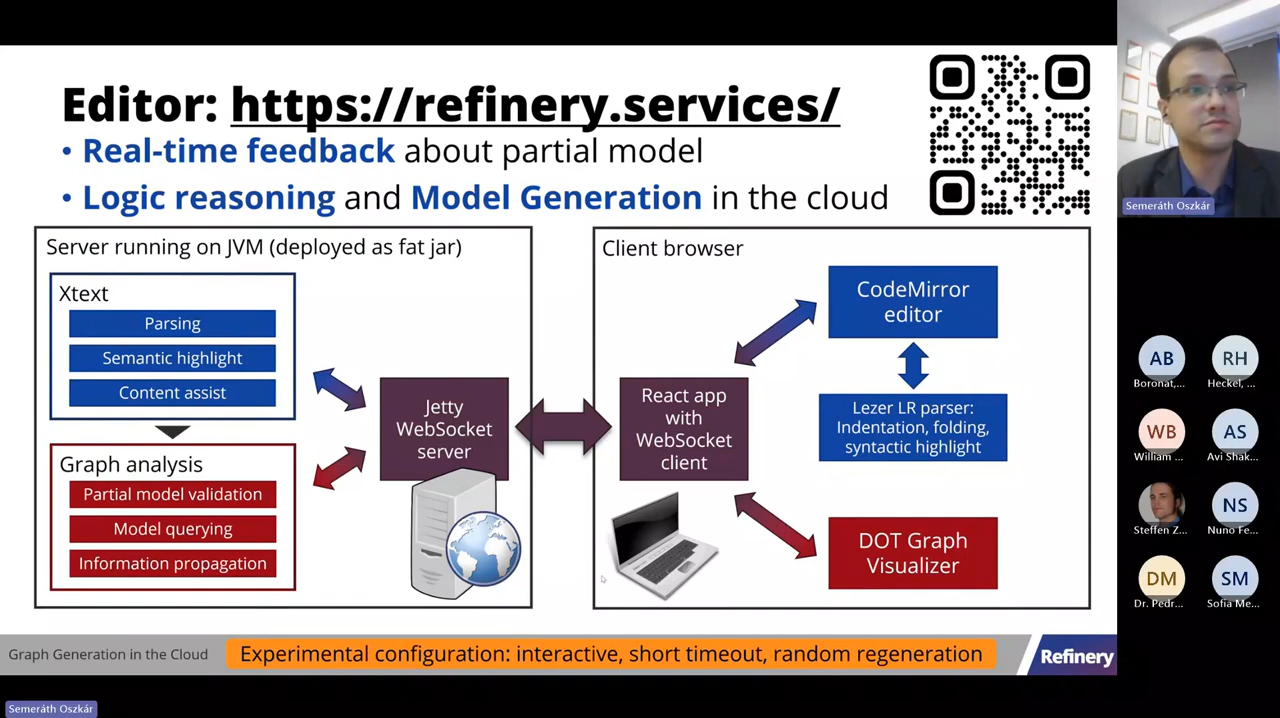 Editor: https://refinery.services/
• Real-time feedback about partial model
• Logic reasoning and Model Generation in the cloud
Server running on JVM (deployed as fat jar)
Xtext
Parsing
Semantic highlight
Content assist
Graph analysis
Partial model validation
Model querying
Information propagation
Jetty
WebSocket
server
Client browser
React app
with
WebSocket
client
CodeMirror
editor
Lezer LR parser:
Indentation, folding,
syntactic highlight
DOT Graph
Visualizer
Graph Generation in the Cloud
Experimental configuration: interactive, short timeout, random regeneration
Refinery
Semeráth Oszkár
AB
Boronat,...
RH
Heckel, ...
WB
William ...
AS
Avi Shak...
Steffen Z...
NS
Nuno Fe...
DM
Dr. Pedr...
SM
Sofia Me...
Semeráth Oszkár